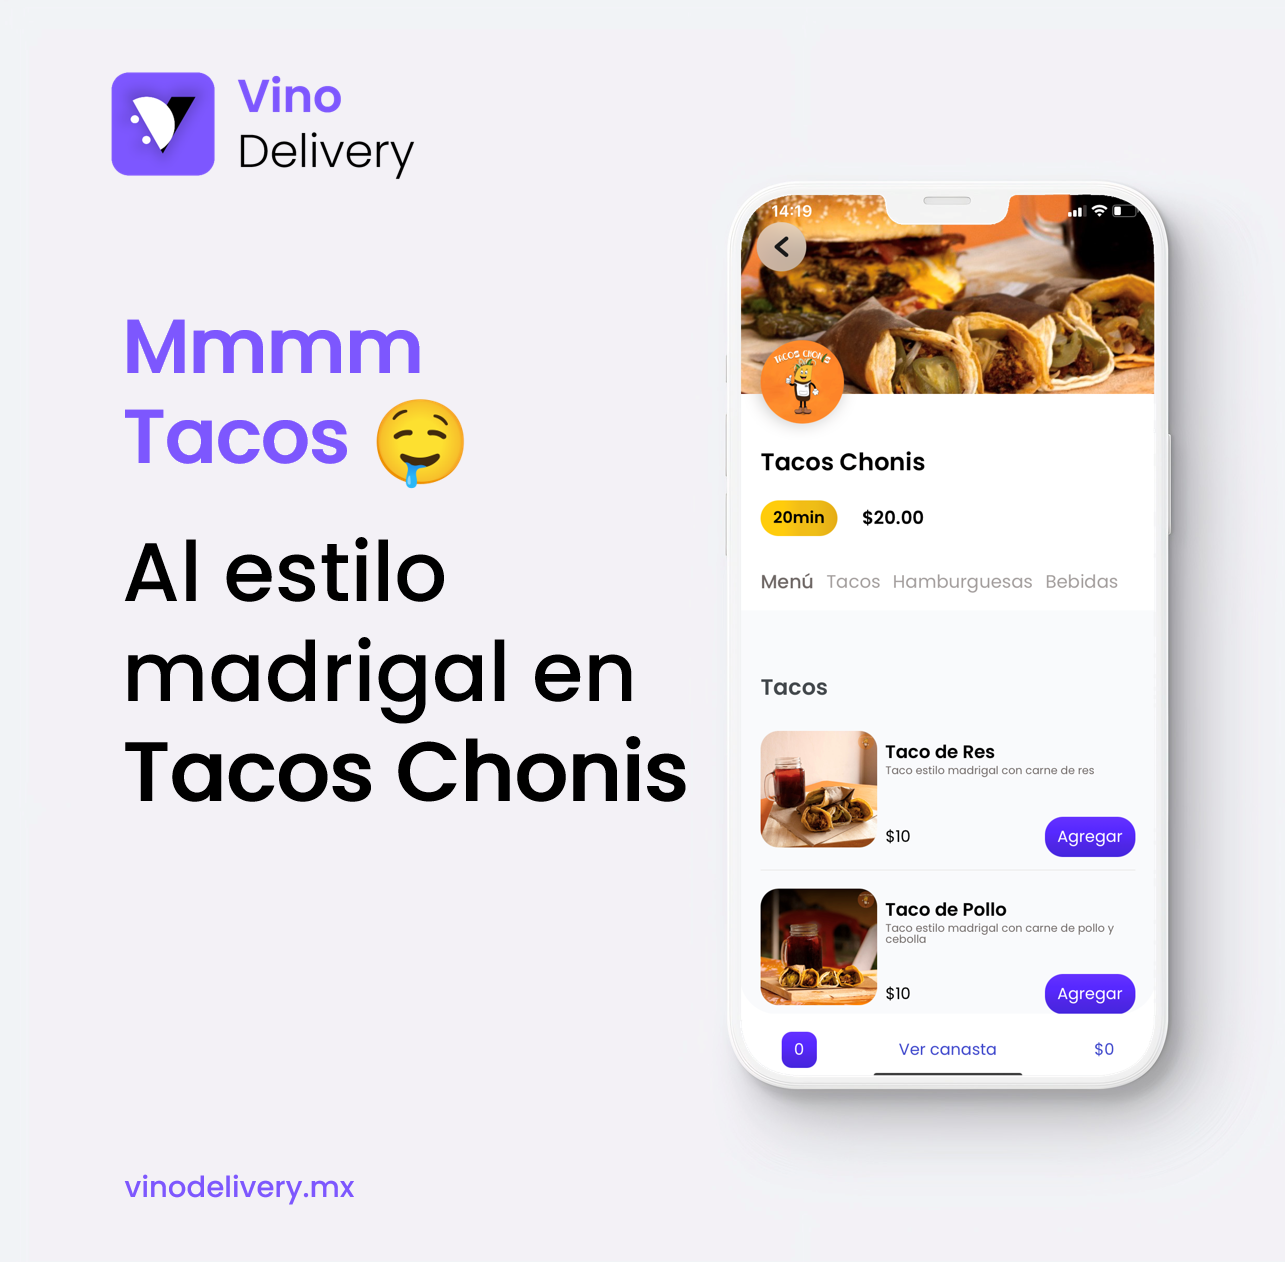 Vino
Delivery
Mmmm
Tacos 🤤
Al estilo
madrigal en
Tacos Chonis
vinodelivery.mx
14:19
TACOS CHONIS
Tacos Chonis
20min $20.00
Menú Tacos Hamburguesas Bebidas
Tacos
Taco de Res
Taco estilo madrigal con carne de res
$10 Agregar
Taco de Pollo
Taco estilo madrigal con carne de pollo y
cebolla
$10 Agregar
0 Ver canasta $0